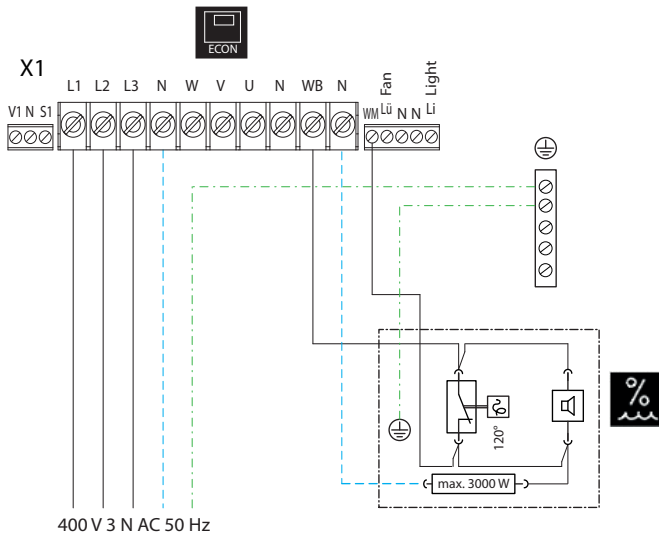 ECON
X1
L1 L2 L3 N W V U N WB N
Fan
Light
WM Lü N N Li
V1 N S1
120°
%
max. 3000 W
400 V 3 N AC 50 Hz